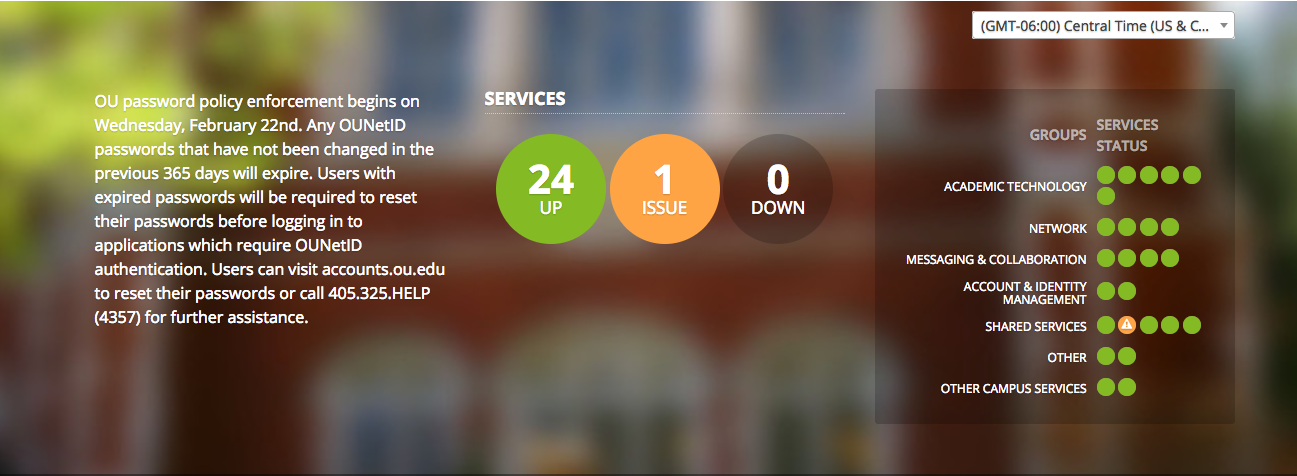 (GMT-06:00) Central Time (US & C...
OU password policy enforcement begins on
Wednesday, February 22nd. Any OUNetID
passwords that have not been changed in the
previous 365 days will expire. Users with
expired passwords will be required to reset
their passwords before logging in to
applications which require OUNetID
authentication. Users can visit accounts.ou.edu
to reset their passwords or call 405.325.HELP
(4357) for further assistance.
SERVICES
24
UP
1
ISSUE
0
DOWN
GROUPS
SERVICES
STATUS
ACADEMIC TECHNOLOGY
NETWORK
MESSAGING & COLLABORATION
ACCOUNT & IDENTITY
MANAGEMENT
SHARED SERVICES
OTHER
OTHER CAMPUS SERVICES